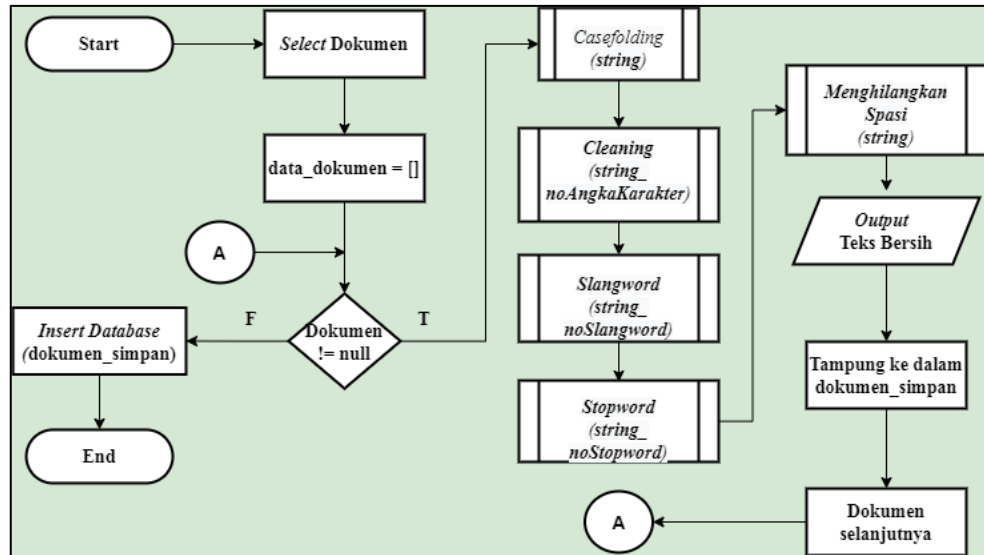 Start
Select Dokumen
data_dokumen = []
A
Dokumen
!= null
F
T
Insert Database
(dokumen_simpan)
End
Casefolding
(string)
Cleaning
(string_
noAngkaKarakter)
Slangword
(string_
noSlangword)
Stopword
(string_
noStopword)
Menghilangkan
Spasi
(string)
Output
Teks Bersih
Tampung ke dalam
dokumen_simpan
Dokumen
selanjutnya
A